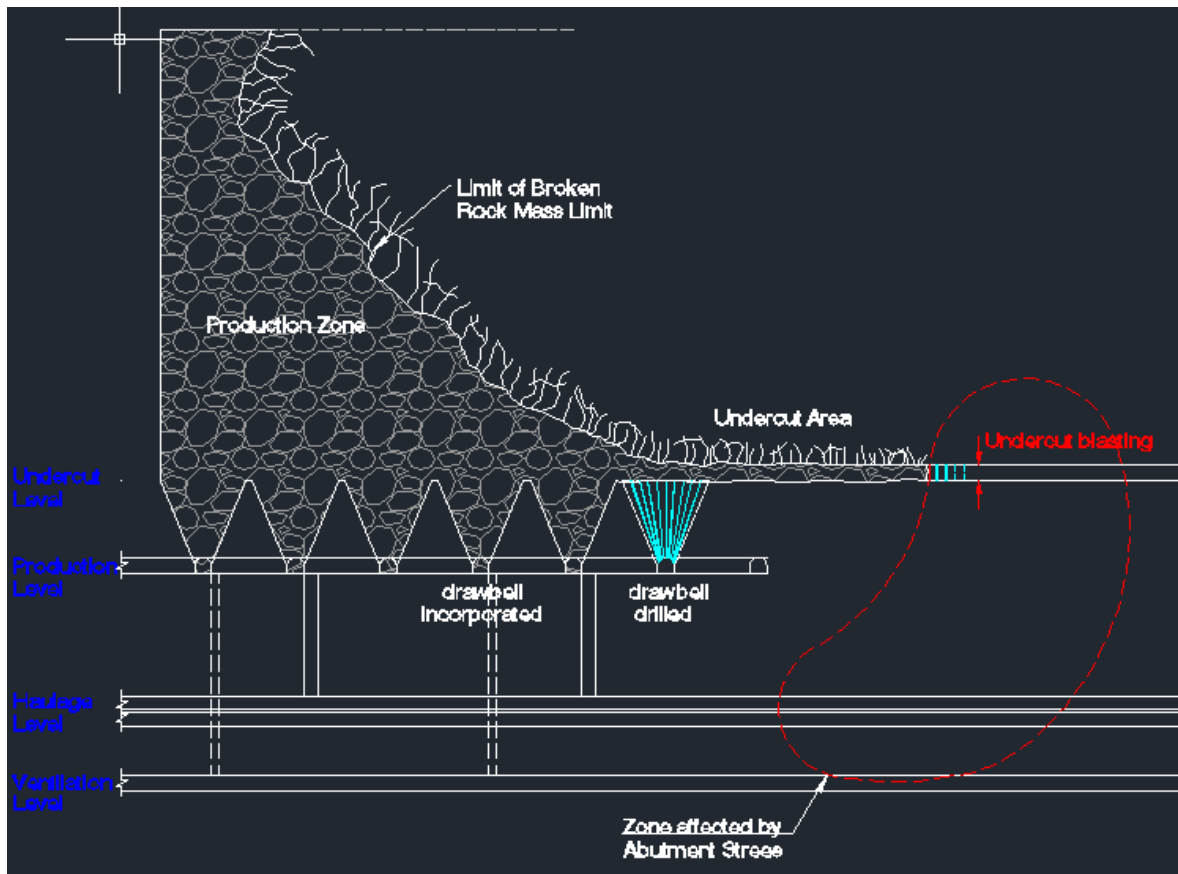 Limit of Broken
Rock Mass Limit
Production Zone
Undercut Area
Undercut blasting
Undercut
Level
Production
Level
drawbell
incorporated
drawbell
drilled
Haulage
Level
Ventilation
Level
Zone affected by
Abutment Stress